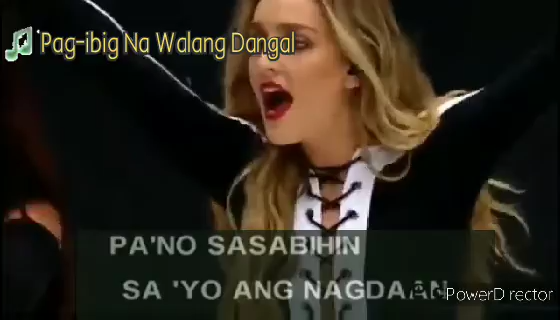 Pag-ibig Na Walang Dangal
PA'NO SASABIHIN
SA 'YO ANG NAGDAAN
PowerDirector